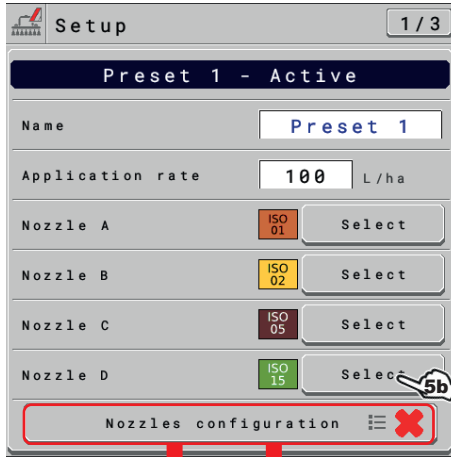 Setup 1/3
Preset 1 - Active
Name Preset 1
Application rate 100 L/ha
Nozzle A ISO 01 Select
Nozzle B ISO 02 Select
Nozzle C ISO 05 Select
Nozzle D ISO 15 Select 5b
Nozzles configuration